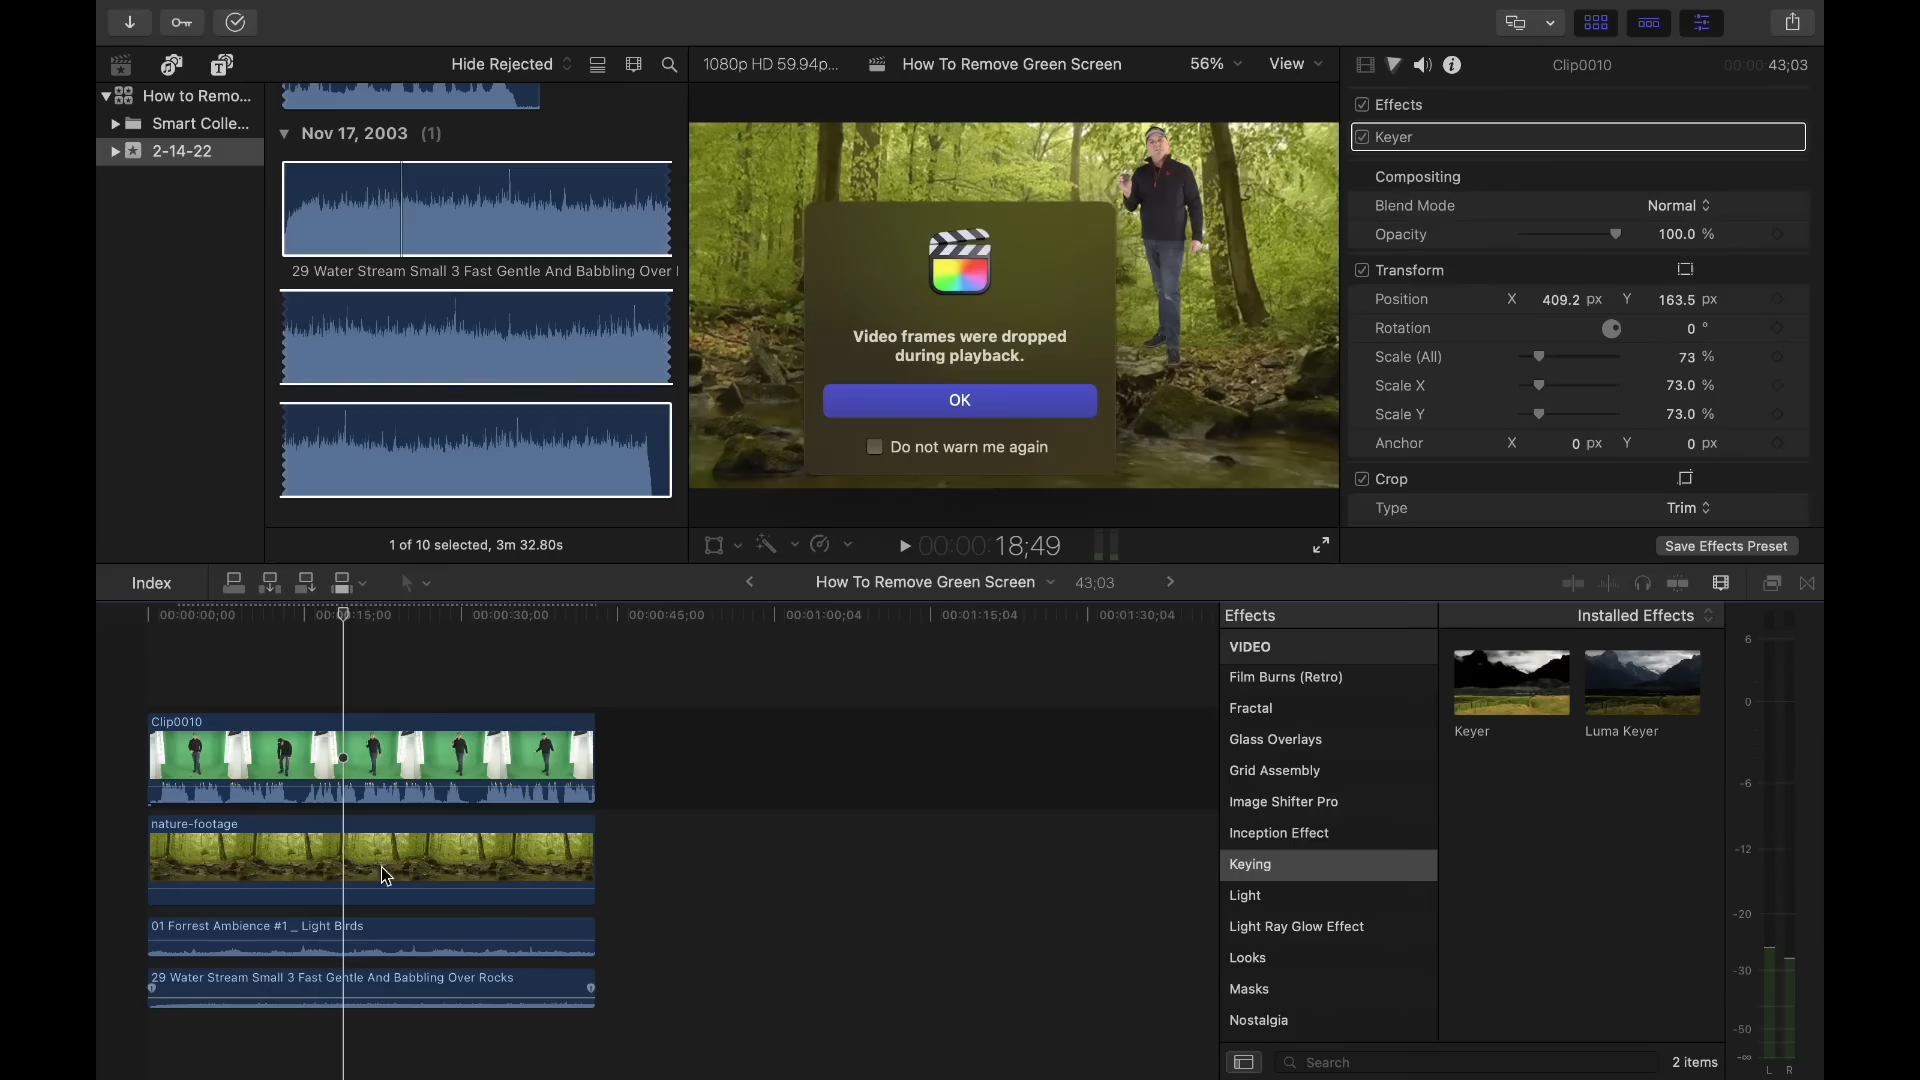 Hide Rejected
1080p HD 59.94p...
How To Remove Green Screen
56%
View
Clip0010
00:00 43;03
How to Remo...
Smart Colle...
2-14-22
Nov 17, 2003 (1)
29 Water Stream Small 3 Fast Gentle And Babbling Over
1 of 10 selected, 3m 32.80s
Video frames were dropped
during playback.
OK
Do not warn me again
00:00:18;49
Effects
Keyer
Compositing
Blend Mode Normal
Opacity 100.0 %
Transform
Position X 409.2 px Y 163.5 px
Rotation 0 °
Scale (All) 73 %
Scale X 73.0 %
Scale Y 73.0 %
Anchor X 0 px Y 0 px
Crop
Type Trim
Save Effects Preset
Index
How To Remove Green Screen 43;03
00:00:00;00 00:00:15;00 00:00:30;00 00:00:45;00 00:01:00;04 00:01:15;04 00:01:30;04
Clip0010
nature-footage
01 Forrest Ambience #1 _ Light Birds
29 Water Stream Small 3 Fast Gentle And Babbling Over Rocks
Effects
Installed Effects
VIDEO
Film Burns (Retro)
Fractal
Glass Overlays
Grid Assembly
Image Shifter Pro
Inception Effect
Keying
Light
Light Ray Glow Effect
Looks
Masks
Nostalgia
Keyer
Luma Keyer
Search
2 items
6
0
-6
-12
-20
-30
-50
-∞
L R